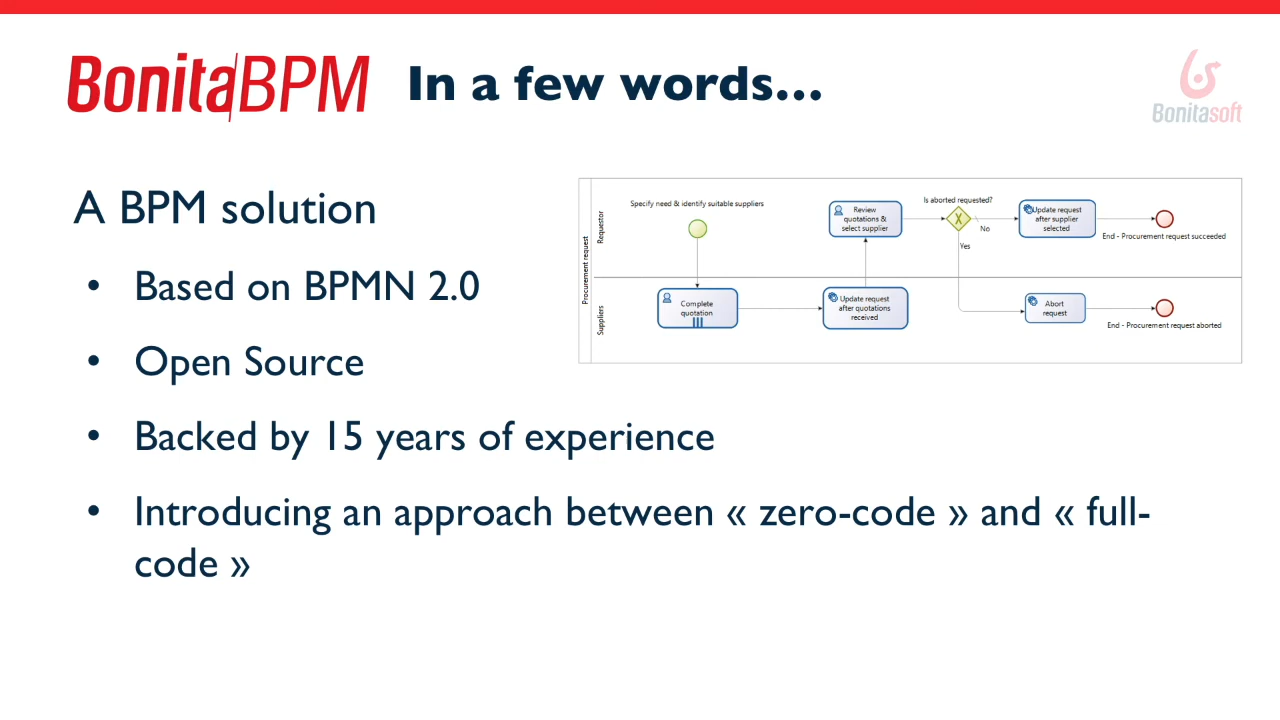 BonitaBPM In a few words...
Bonitasoft
A BPM solution
• Based on BPMN 2.0
• Open Source
• Backed by 15 years of experience
• Introducing an approach between « zero-code » and « full-
code »
Procurement request
Requestor
Suppliers
Specify need & identify suitable suppliers
Complete
quotation
Update request
after quotations
received
Review
quotations &
select supplier
Is aborted requested?
No
Yes
Update request
after supplier
selected
End - Procurement request succeeded
Abort
request
End - Procurement request aborted